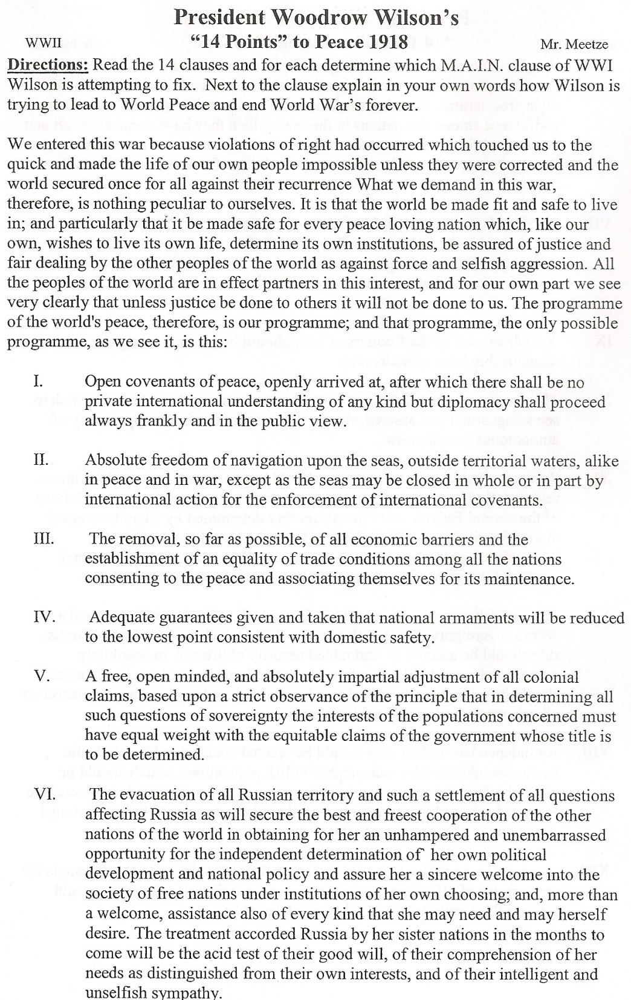 President Woodrow Wilson's
WWII "14 Points" to Peace 1918 Mr. Meetze
Directions: Read the 14 clauses and for each determine which M.A.I.N. clause of WWI
Wilson is attempting to fix. Next to the clause explain in your own words how Wilson is
trying to lead to World Peace and end World War's forever.
We entered this war because violations of right had occurred which touched us to the
quick and made the life of our own people impossible unless they were corrected and the
world secured once for all against their recurrence What we demand in this war,
therefore, is nothing peculiar to ourselves. It is that the world be made fit and safe to live
in; and particularly that it be made safe for every peace loving nation which, like our
own, wishes to live its own life, determine its own institutions, be assured of justice and
fair dealing by the other peoples of the world as against force and selfish aggression. All
the peoples of the world are in effect partners in this interest, and for our own part we see
very clearly that unless justice be done to others it will not be done to us. The programme
of the world's peace, therefore, is our programme; and that programme, the only possible
programme, as we see it, is this:
I. Open covenants of peace, openly arrived at, after which there shall be no
private international understanding of any kind but diplomacy shall proceed
always frankly and in the public view.
II. Absolute freedom of navigation upon the seas, outside territorial waters, alike
in peace and in war, except as the seas may be closed in whole or in part by
international action for the enforcement of international covenants.
III. The removal, so far as possible, of all economic barriers and the
establishment of an equality of trade conditions among all the nations
consenting to the peace and associating themselves for its maintenance.
IV. Adequate guarantees given and taken that national armaments will be reduced
to the lowest point consistent with domestic safety.
V. A free, open minded, and absolutely impartial adjustment of all colonial
claims, based upon a strict observance of the principle that in determining all
such questions of sovereignty the interests of the populations concerned must
have equal weight with the equitable claims of the government whose title is
to be determined.
VI. The evacuation of all Russian territory and such a settlement of all questions
affecting Russia as will secure the best and freest cooperation of the other
nations of the world in obtaining for her an unhampered and unembarrassed
opportunity for the independent determination of her own political
development and national policy and assure her a sincere welcome into the
society of free nations under institutions of her own choosing; and, more than
a welcome, assistance also of every kind that she may need and may herself
desire. The treatment accorded Russia by her sister nations in the months to
come will be the acid test of their good will, of their comprehension of her
needs as distinguished from their own interests, and of their intelligent and
unselfish sympathy.